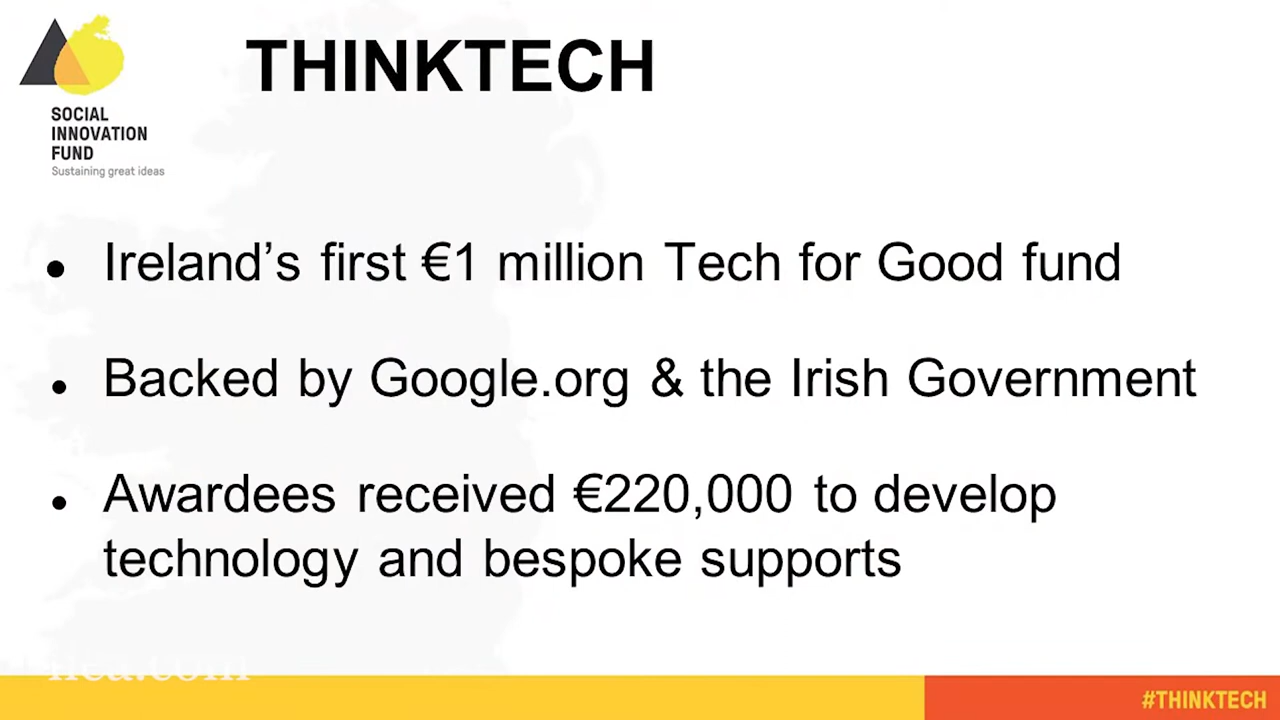 THINKTECH
SOCIAL
INNOVATION
FUND
Sustaining great ideas
● Ireland’s first €1 million Tech for Good fund
● Backed by Google.org & the Irish Government
● Awardees received €220,000 to develop
technology and bespoke supports
#THINKTECH